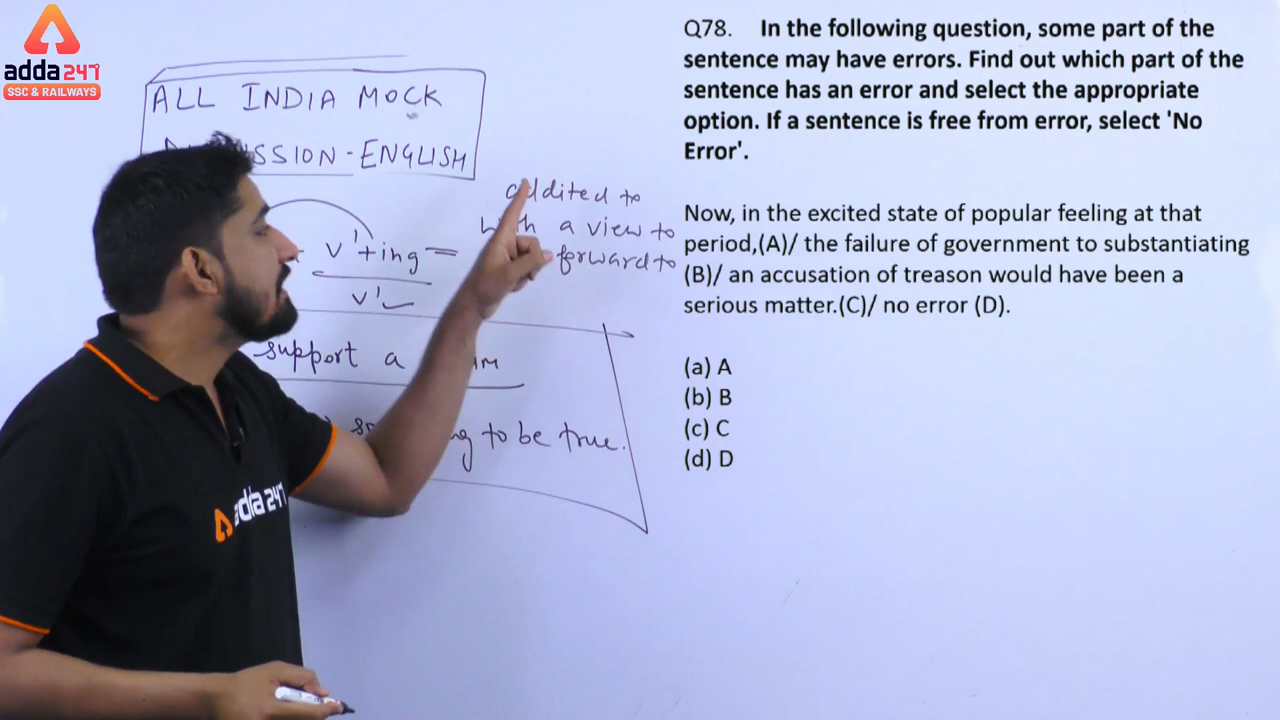 adda247
SSC & RAILWAYS
ALL INDIA MOCK
SSION - ENGLISH
addited to
with a view to
forward to
V'+ing =
V' ✓
support a
to be true.
adda247
Q78. In the following question, some part of the
sentence may have errors. Find out which part of the
sentence has an error and select the appropriate
option. If a sentence is free from error, select 'No
Error'.
Now, in the excited state of popular feeling at that
period,(A)/ the failure of government to substantiating
(B)/ an accusation of treason would have been a
serious matter.(C)/ no error (D).
(a) A
(b) B
(c) C
(d) D